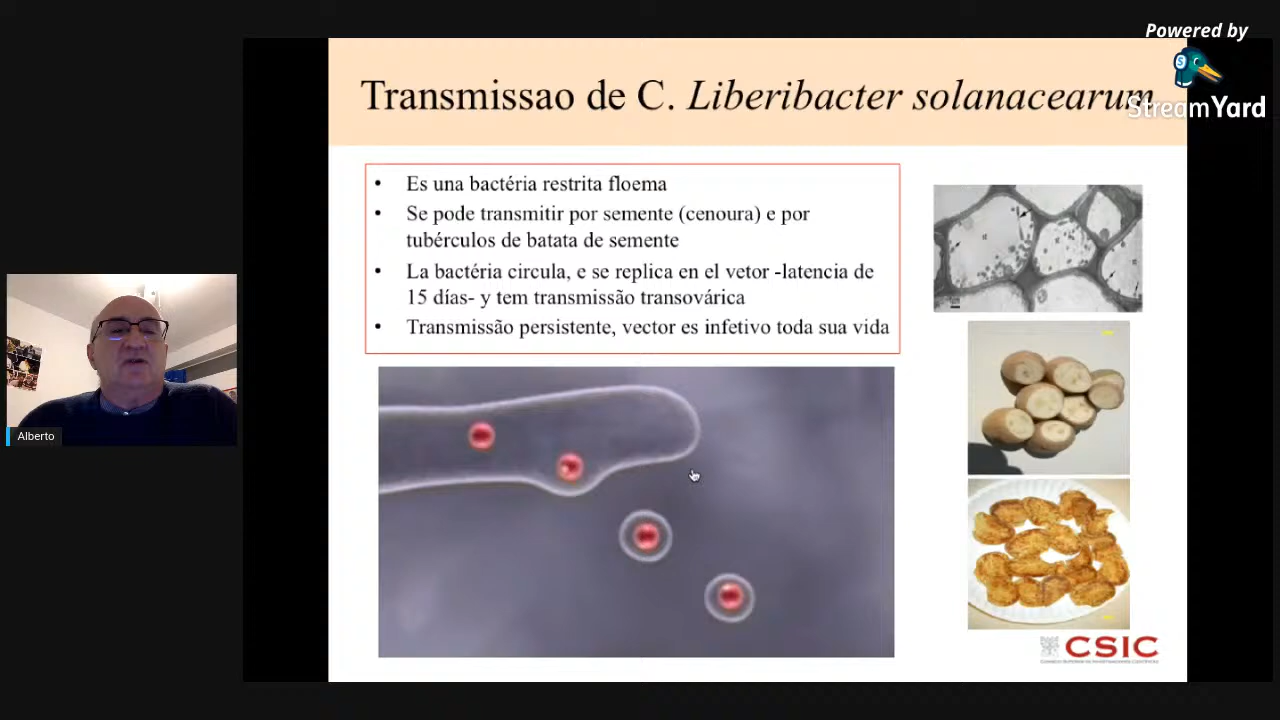 Powered by
StreamYard
Transmissao de C. Liberibacter solanacearum
• Es una bactéria restrita floema
• Se pode transmitir por semente (cenoura) e por
tubérculos de batata de semente
• La bactéria circula, e se replica en el vetor -latencia de
15 días- y tem transmissão transovárica
• Transmissão persistente, vector es infetivo toda sua vida
Alberto
CSIC